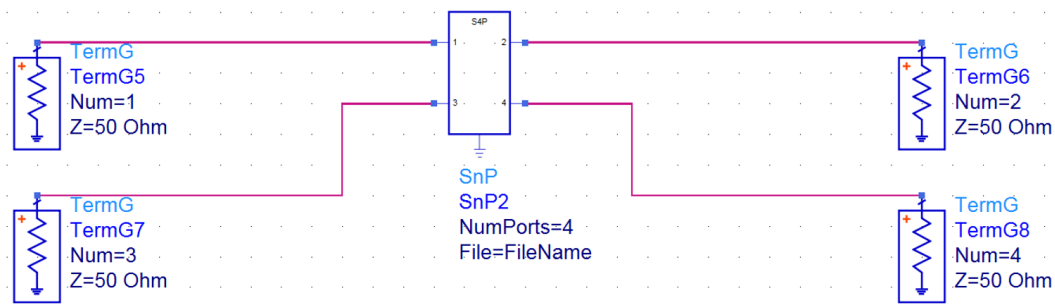 S4P
1
2
3
4
+
TermG
TermG5
Num=1
Z=50 Ohm
+
TermG
TermG6
Num=2
Z=50 Ohm
SnP
SnP2
NumPorts=4
File=FileName
+
TermG
TermG7
Num=3
Z=50 Ohm
+
TermG
TermG8
Num=4
Z=50 Ohm